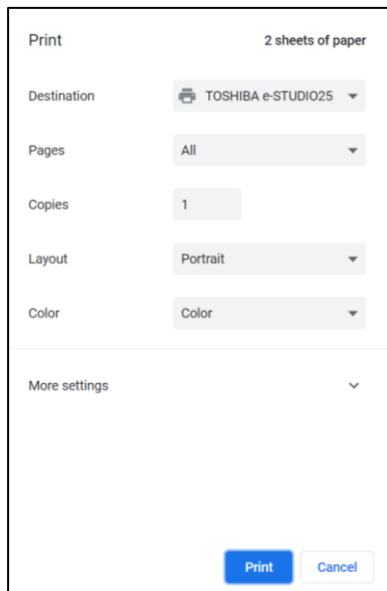 Print 2 sheets of paper
Destination TOSHIBA e-STUDIO25
Pages All
Copies 1
Layout Portrait
Color Color
More settings
Print Cancel